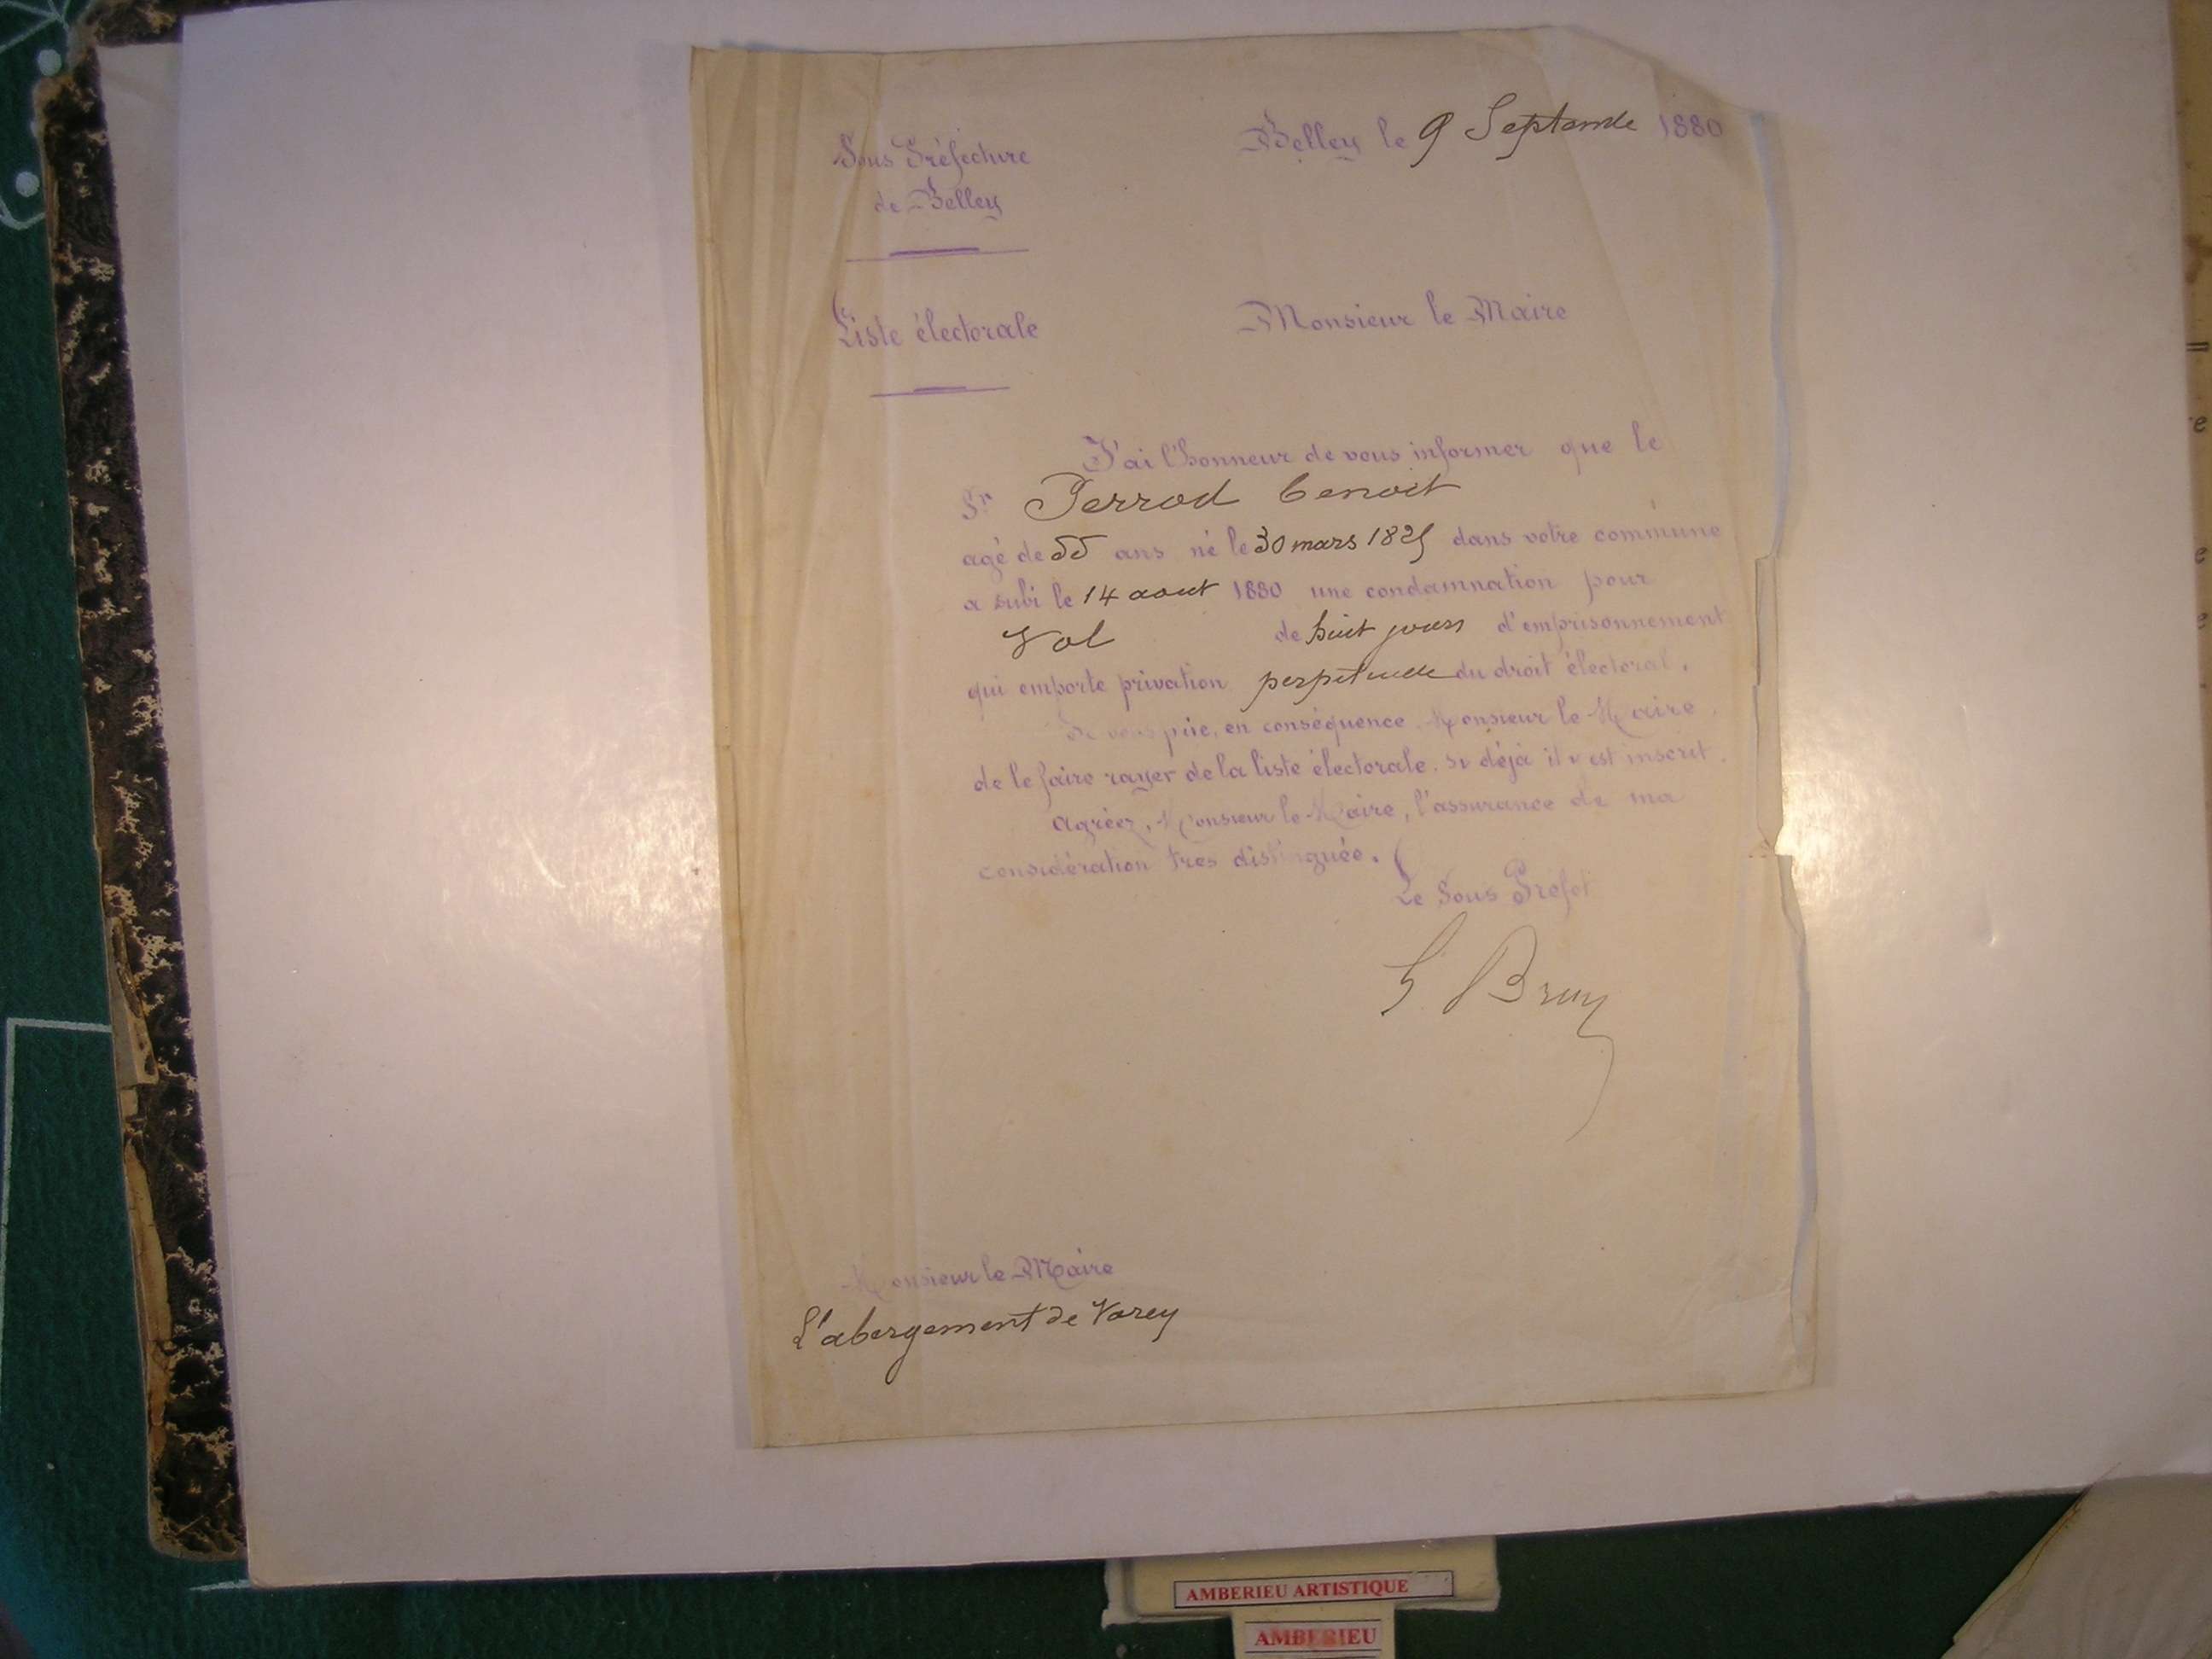 Sous Préfecture
de Belley
Belley le 9 Septembre 1880
Liste électorale
Monsieur le Maire
J'ai l'honneur de vous informer que le
Sr Perrod benoit
agé de 55 ans né le 30 mars 1825 dans votre commune
a subi le 14 aout 1880 une condamnation pour
Vol de huit jours d'emprisonnement
qui emporte privation perpétuelle du droit électoral.
Je vous prie, en conséquence, Monsieur le Maire,
de le faire rayer de la liste électorale. si déjà il y est inscrit.
Agréez, Monsieur le Maire, l'assurance de ma
considération très distinguée.
Le Sous Préfet
Monsieur le Maire
L'abergement de Varey
AMBERIEU ARTISTIQUE
AMBERIEU